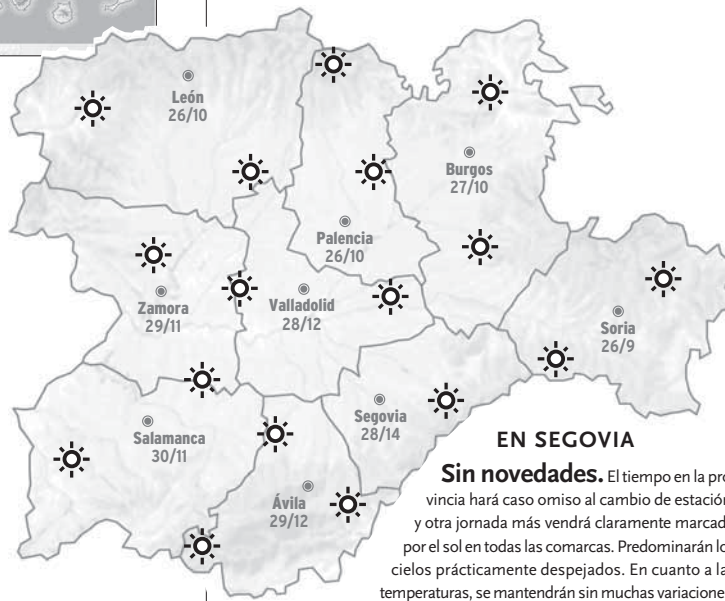 León
26/10
Burgos
27/10
Palencia
26/10
Zamora
29/11
Valladolid
28/12
Soria
26/9
Segovia
28/14
Salamanca
30/11
Ávila
29/12
EN SEGOVIA
Sin novedades. El tiempo en la pro
vincia hará caso omiso al cambio de estación
y otra jornada más vendrá claramente marcad
por el sol en todas las comarcas. Predominarán lo
cielos prácticamente despejados. En cuanto a la
temperaturas, se mantendrán sin muchas variacione